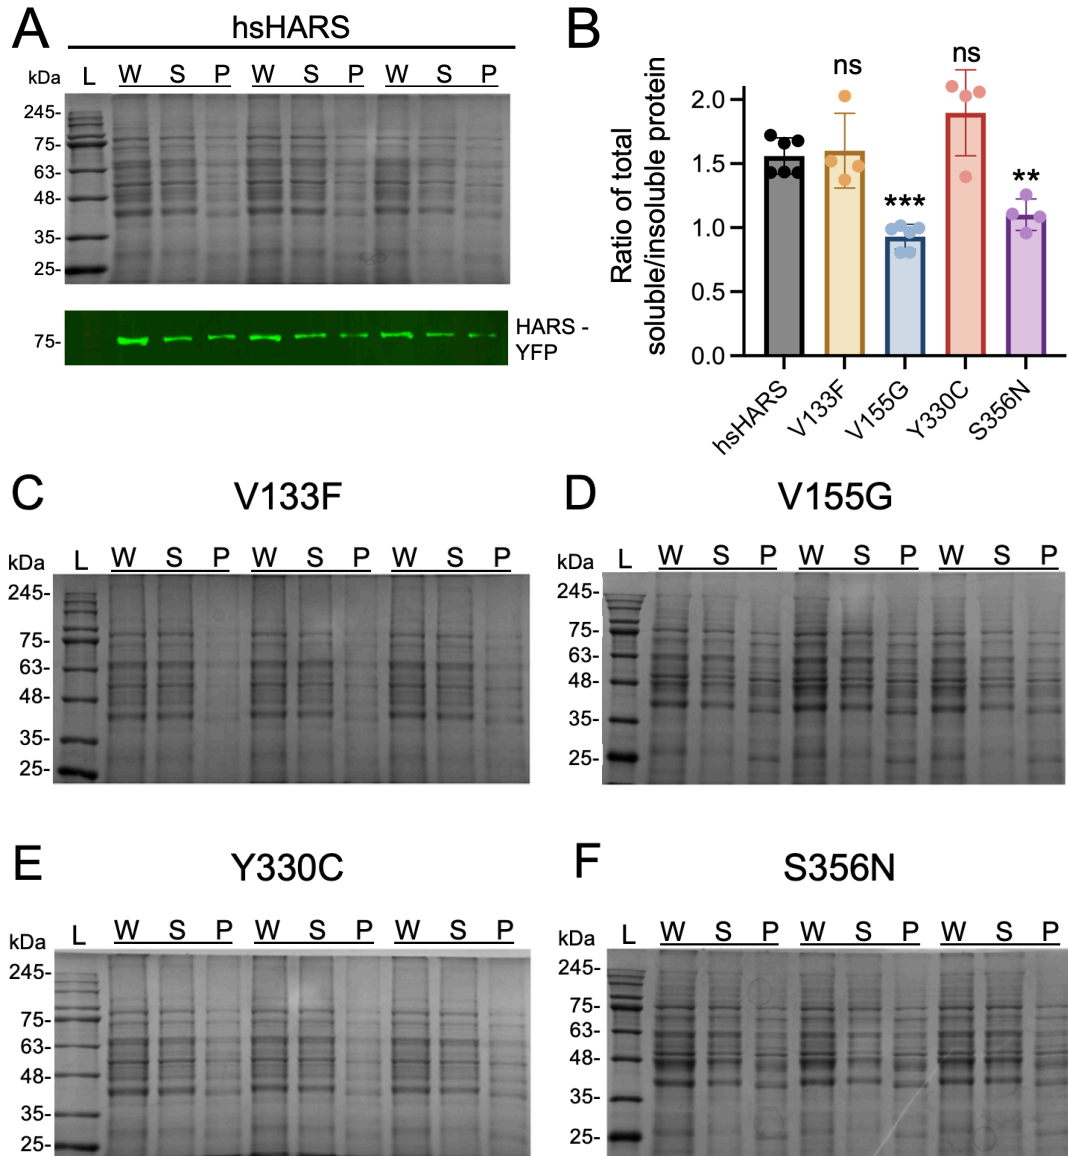 A
hsHARS
kDa L W S P W S P W S P
245-
75-
63-
48-
35-
25-
75-
HARS -
YFP
B
Ratio of total
soluble/insoluble protein
2.0
1.5
1.0
0.5
0.0
ns
***
ns
**
hsHARS
V133F
V155G
Y330C
S356N
C
V133F
kDa L W S P W S P W S P
245-
75-
63-
48-
35-
25-
D
V155G
kDa L W S P W S P W S P
245-
75-
63-
48-
35-
25-
E
Y330C
kDa L W S P W S P W S P
245-
75-
63-
48-
35-
25-
F
S356N
kDa L W S P W S P W S P
245-
75-
63-
48-
35-
25-